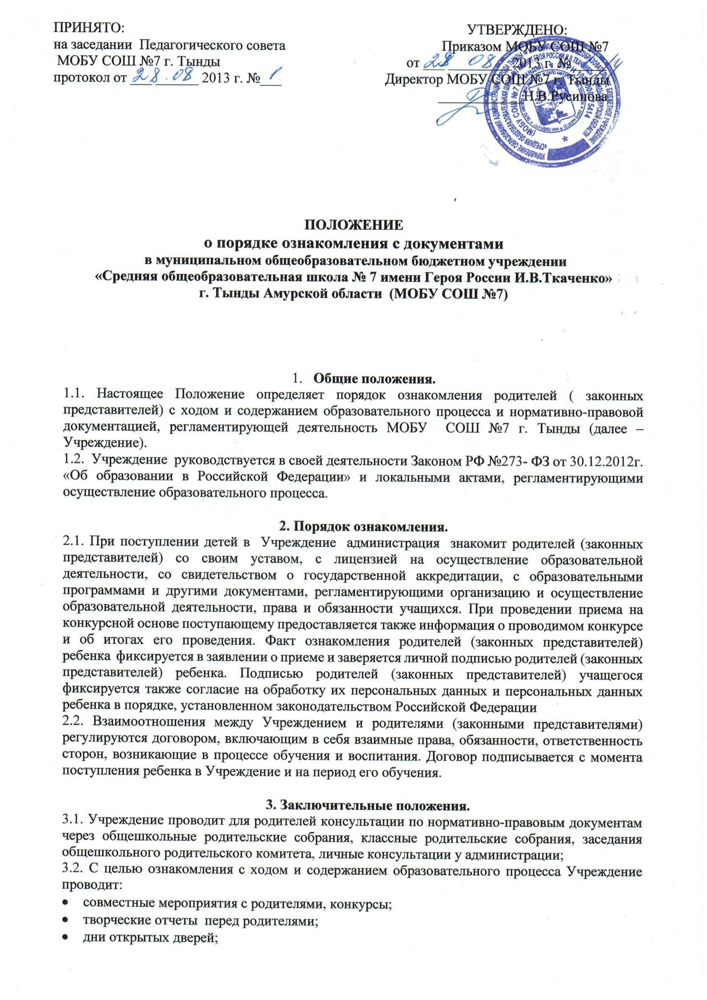 ПРИНЯТО:
на заседании Педагогического совета
МОБУ СОШ №7 г. Тынды
протокол от 28.08 2013 г. № 1
УТВЕРЖДЕНО:
Приказом МОБУ СОШ №7
от 28 08 2013 г. №
Директор МОБУ СОШ №7 г. Тынды
Н.В.Русинова
ПОЛОЖЕНИЕ
о порядке ознакомления с документами
в муниципальном общеобразовательном бюджетном учреждении
«Средняя общеобразовательная школа № 7 имени Героя России И.В.Ткаченко»
г. Тынды Амурской области (МОБУ СОШ №7)
1. Общие положения.
1.1. Настоящее Положение определяет порядок ознакомления родителей ( законных
представителей) с ходом и содержанием образовательного процесса и нормативно-правовой
документацией, регламентирующей деятельность МОБУ СОШ №7 г. Тынды (далее –
Учреждение).
1.2. Учреждение руководствуется в своей деятельности Законом РФ №273- ФЗ от 30.12.2012г.
«Об образовании в Российской Федерации» и локальными актами, регламентирующими
осуществление образовательного процесса.
2. Порядок ознакомления.
2.1. При поступлении детей в Учреждение администрация знакомит родителей (законных
представителей) со своим уставом, с лицензией на осуществление образовательной
деятельности, со свидетельством о государственной аккредитации, с образовательными
программами и другими документами, регламентирующими организацию и осуществление
образовательной деятельности, права и обязанности учащихся. При проведении приема на
конкурсной основе поступающему предоставляется также информация о проводимом конкурсе
и об итогах его проведения. Факт ознакомления родителей (законных представителей)
ребенка фиксируется в заявлении о приеме и заверяется личной подписью родителей (законных
представителей) ребенка. Подписью родителей (законных представителей) учащегося
фиксируется также согласие на обработку их персональных данных и персональных данных
ребенка в порядке, установленном законодательством Российской Федерации
2.2. Взаимоотношения между Учреждением и родителями (законными представителями)
регулируются договором, включающим в себя взаимные права, обязанности, ответственность
сторон, возникающие в процессе обучения и воспитания. Договор подписывается с момента
поступления ребенка в Учреждение и на период его обучения.
3. Заключительные положения.
3.1. Учреждение проводит для родителей консультации по нормативно-правовым документам
через общешкольные родительские собрания, классные родительские собрания, заседания
общешкольного родительского комитета, личные консультации у администрации;
3.2. С целью ознакомления с ходом и содержанием образовательного процесса Учреждение
проводит:
• совместные мероприятия с родителями, конкурсы;
• творческие отчеты перед родителями;
• дни открытых дверей;